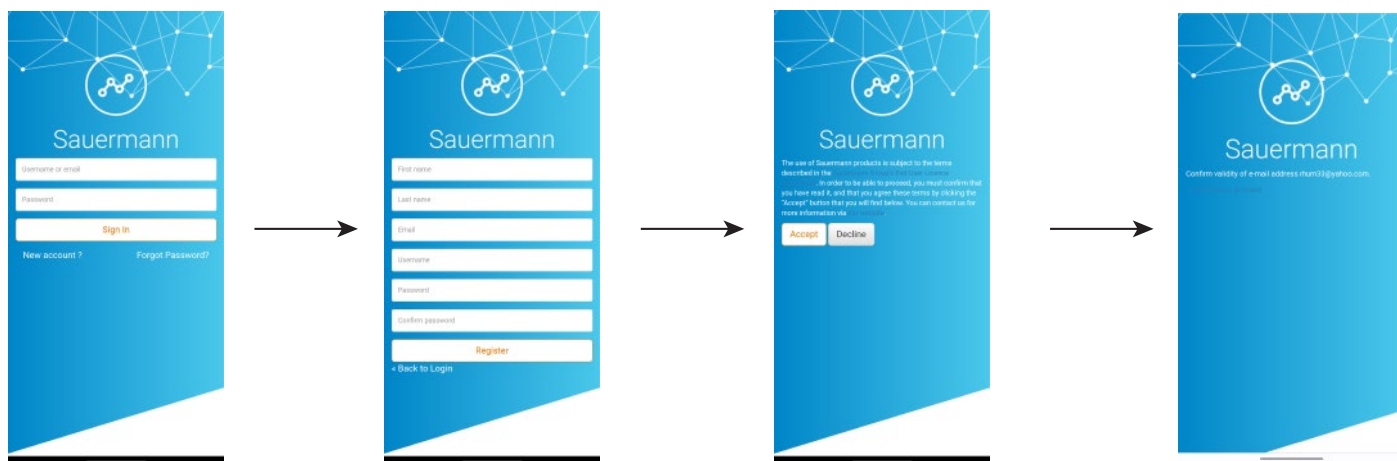 Sauermann
Username or email
Password
Sign In
New account ?
Forgot Password?
Sauermann
First name
Last name
Email
Username
Password
Confirm password
Register
« Back to Login
Sauermann
The use of Sauermann products is subject to the terms
described in the
. In order to be able to proceed, you must confirm that
you have read it, and that you agree these terms by clicking the
"Accept" button that you will find below. You can contact us for
more information via
Accept
Decline
Sauermann
Confirm validity of e-mail address rhum33@yahoo.com.